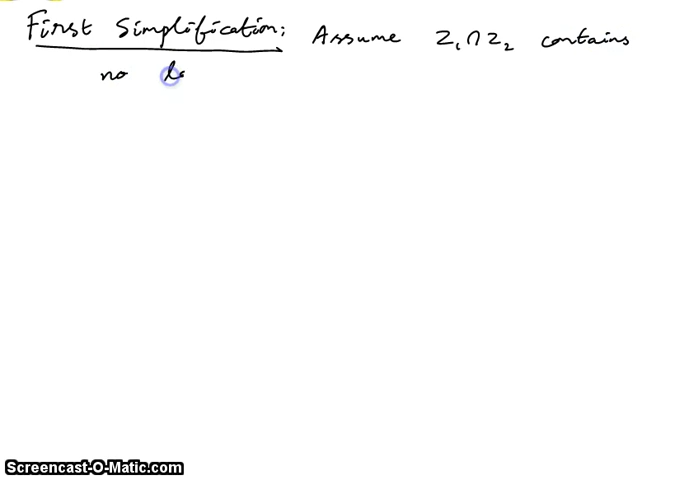 First Simplification: Assume Z₁∩Z₂ contains
no
Screencast-O-Matic.com